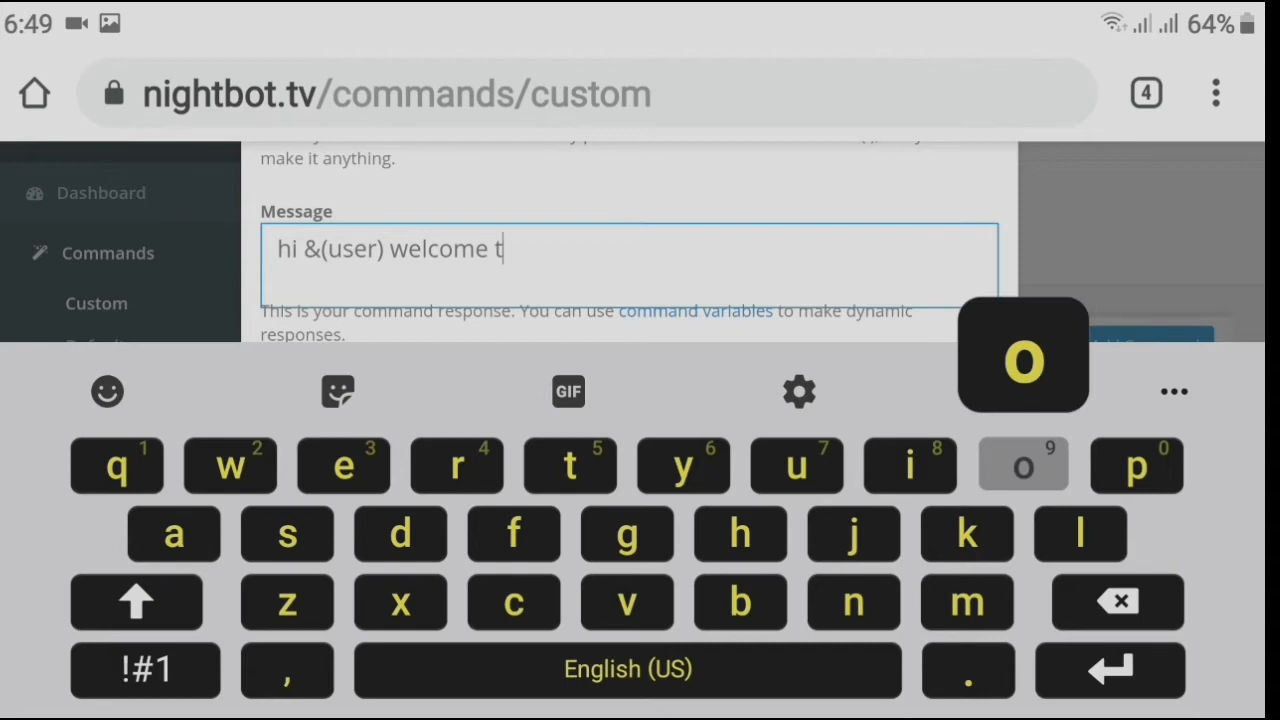 6:49 64%
nightbot.tv/commands/custom 4
make it anything.
Dashboard
Message
hi &(user) welcome t
Commands
Custom
This is your command response. You can use command variables to make dynamic
responses.
o
GIF
q 1 w 2 e 3 r 4 t 5 y 6 u 7 i 8 o 9 p 0
a s d f g h j k l
z x c v b n m
!#1 , English (US) .